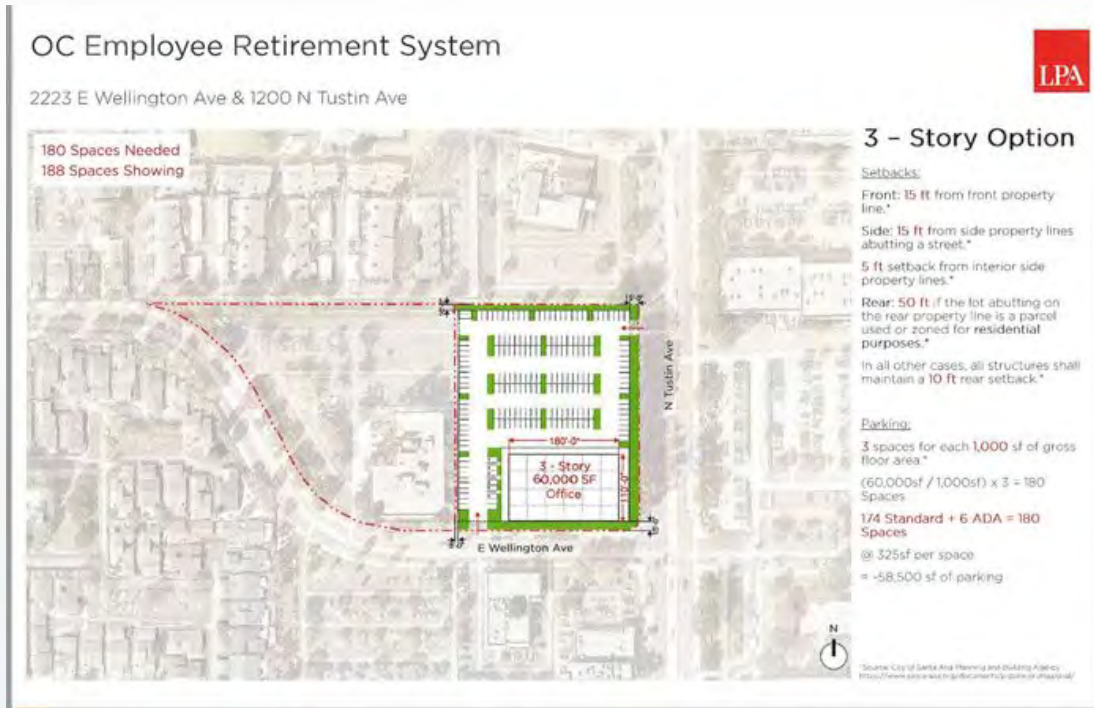 OC Employee Retirement System
LPA
2223 E Wellington Ave & 1200 N Tustin Ave
180 Spaces Needed
188 Spaces Showing
3 – Story Option
Setbacks:
Front: 15 ft from front property
line.*
Side: 15 ft from side property lines
abutting a street.*
5 ft setback from interior side
property lines.*
Rear: 50 ft if the lot abutting on
the rear property line is a parcel
used or zoned for residential
purposes.*
In all other cases, all structures shall
maintain a 10 ft rear setback.*
Parking:
3 spaces for each 1,000 sf of gross
floor area.*
(60,000sf / 1,000sf) x 3 = 180
Spaces
174 Standard + 6 ADA = 180
Spaces
@ 325sf per space
= ~58,500 sf of parking
N Tustin Ave
180'-0"
3 - Story
60,000 SF
Office
110'-0"
E Wellington Ave
N
*Source: City of Santa Ana Planning and Building Agency